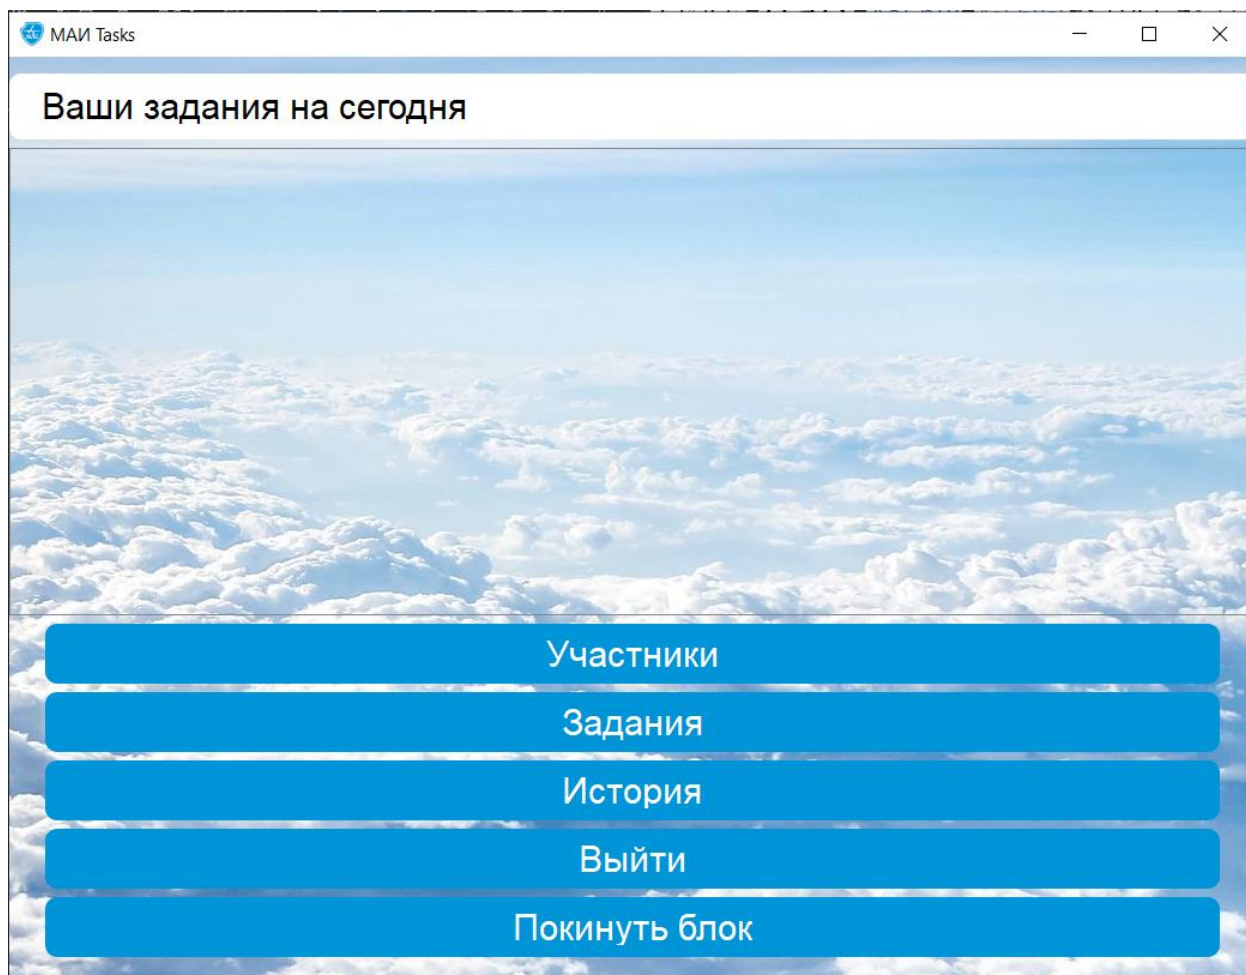 МАИ Tasks
Ваши задания на сегодня
Участники
Задания
История
Выйти
Покинуть блок